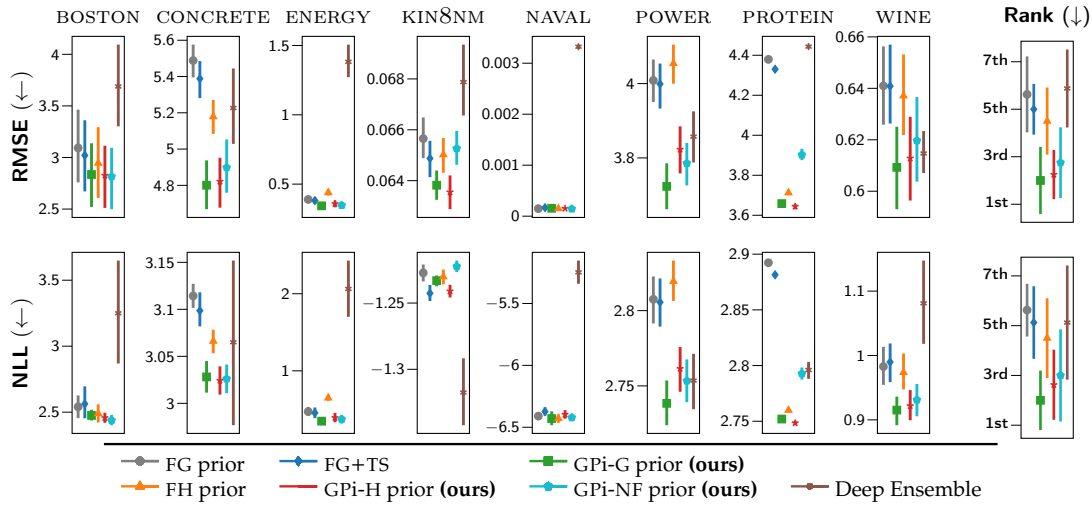 BOSTON CONCRETE ENERGY KIN8NM NAVAL POWER PROTEIN WINE Rank (↓)
RMSE (←)
4 3.5 3 2.5
5.6 5.4 5.2 5 4.8
1.5 1 0.5
0.068 0.066 0.064
0.003 0.002 0.001 0
4 3.8
4.4 4.2 4 3.8 3.6
0.66 0.64 0.62 0.6
7th 5th 3rd 1st
NLL (←)
3.5 3 2.5
3.15 3.1 3.05 3
2 1
−1.25 −1.3
−5.5 −6 −6.5
2.8 2.75
2.9 2.85 2.8 2.75
1.1 1 0.9
7th 5th 3rd 1st
FG prior FG+TS GPi-G prior (ours)
FH prior GPi-H prior (ours) GPi-NF prior (ours) Deep Ensemble